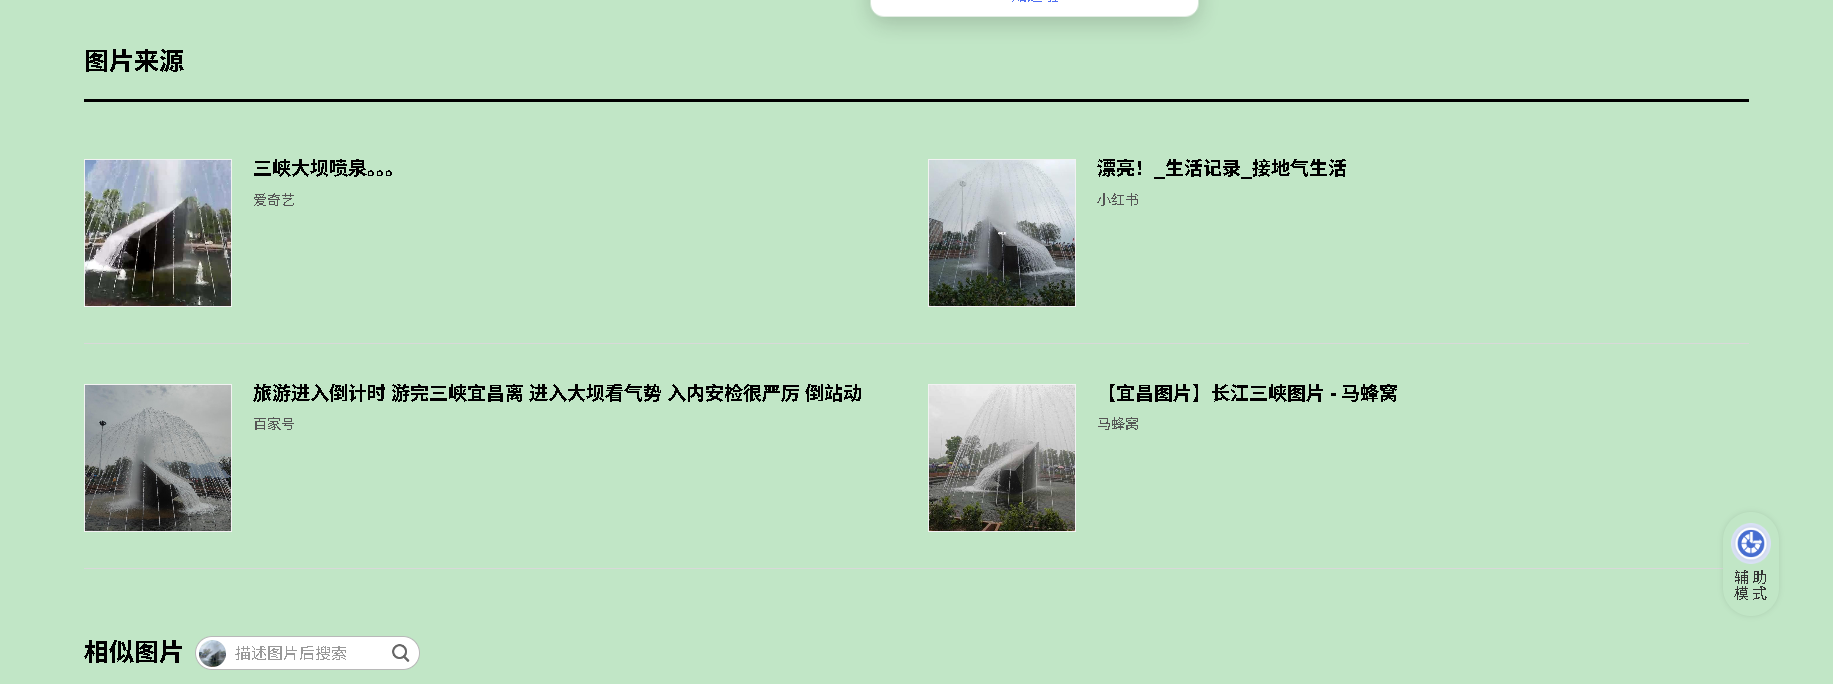 图片来源
三峡大坝喷泉。。。
爱奇艺
漂亮！_生活记录_接地气生活
小红书
旅游进入倒计时 游完三峡宜昌离 进入大坝看气势 入内安检很严厉 倒站动
百家号
【宜昌图片】长江三峡图片 - 马蜂窝
马蜂窝
辅助
模式
相似图片
描述图片后搜索